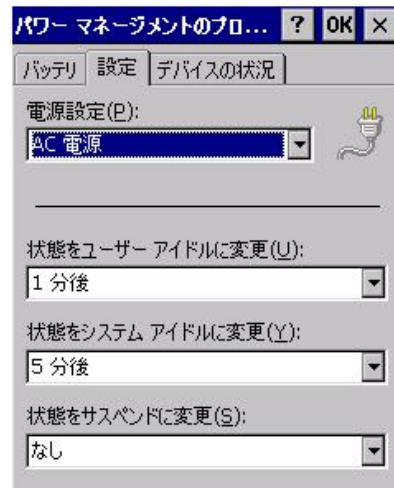 パワー マネージメントのプロ... ? OK ×
バッテリ 設定 デバイスの状況
電源設定(P):
AC 電源
状態をユーザー アイドルに変更(U):
1 分後
状態をシステム アイドルに変更(Y):
5 分後
状態をサスペンドに変更(S):
なし